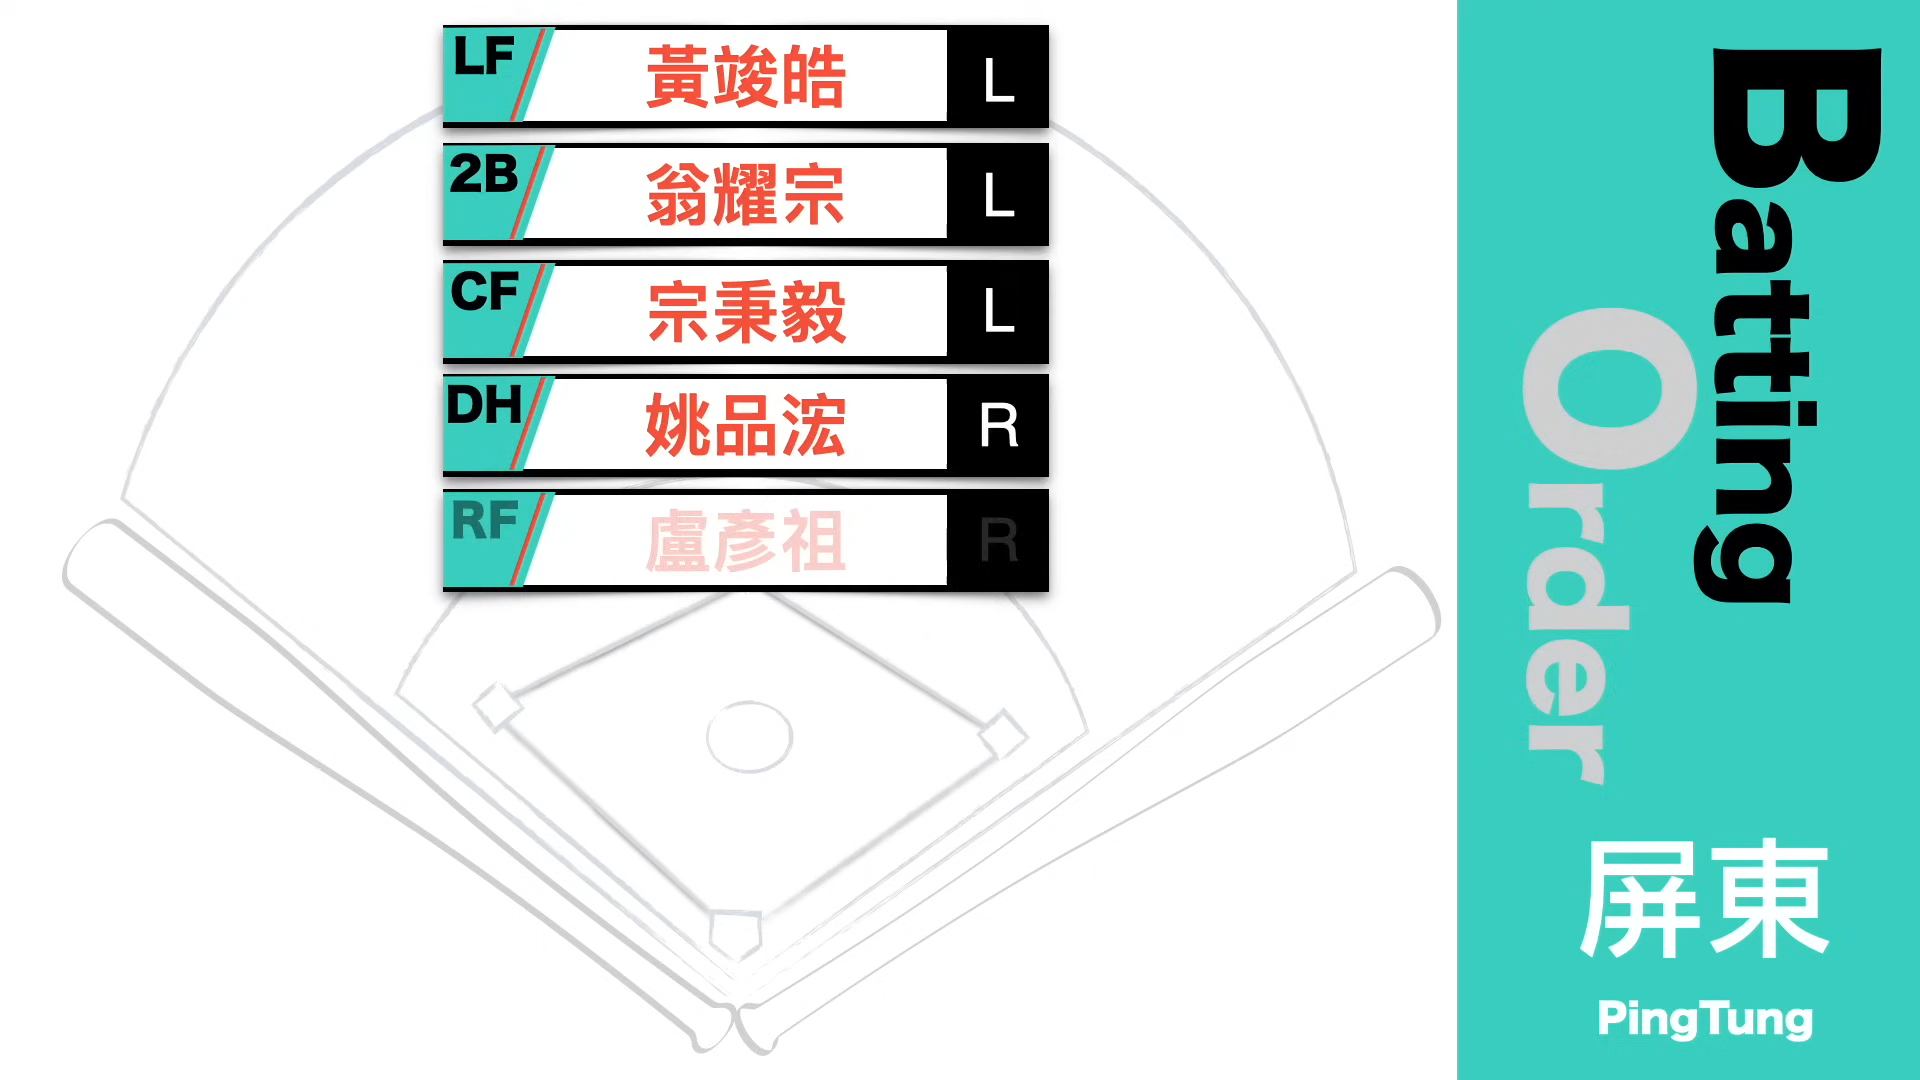 LF 黃竣皓 L
2B 翁耀宗 L
CF 宗秉毅 L
DH 姚品浤 R
RF 盧彥祖 R
Batting
Order
屏東
PingTung